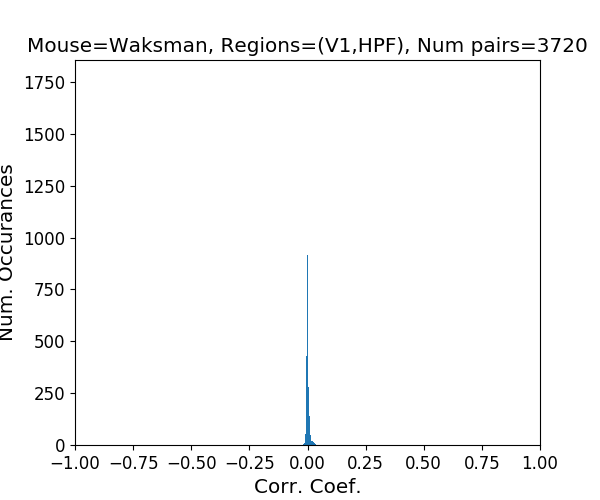 Mouse=Waksman, Regions=(V1,HPF), Num pairs=3720
Num. Occurances
1750
1500
1250
1000
750
500
250
0
−1.00 −0.75 −0.50 −0.25 0.00 0.25 0.50 0.75 1.00
Corr. Coef.